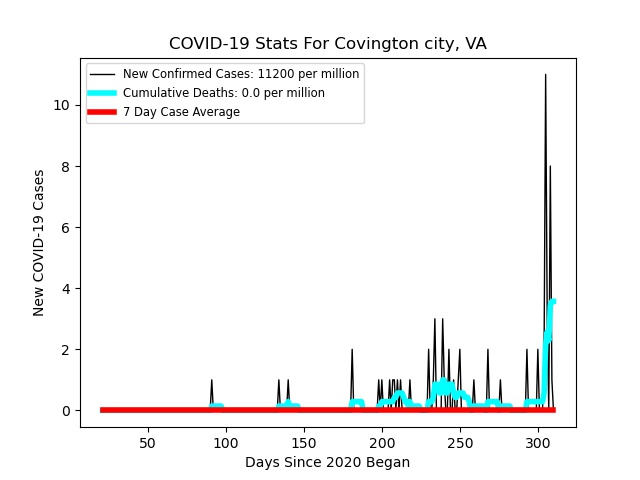 COVID-19 Stats For Covington city, VA
New Confirmed Cases: 11200 per million
Cumulative Deaths: 0.0 per million
7 Day Case Average
New COVID-19 Cases
10
8
6
4
2
0
50 100 150 200 250 300
Days Since 2020 Began